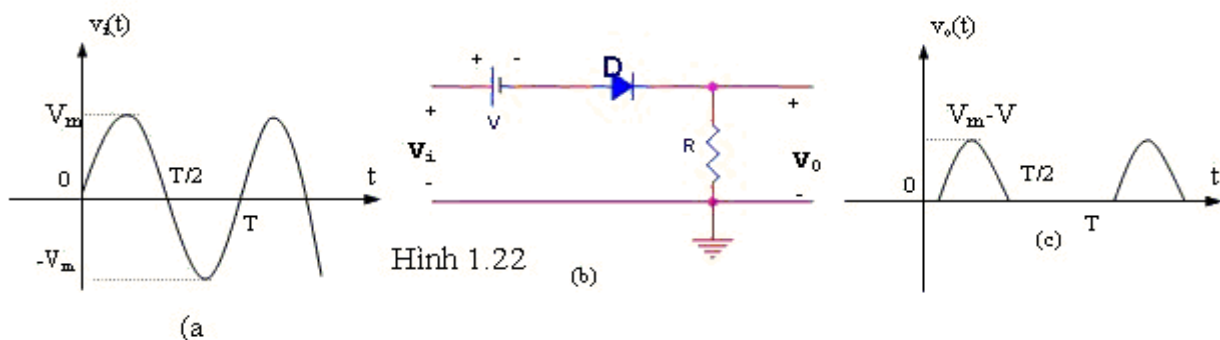 vi(t)
Vm
0
T/2
t
T
-Vm
(a
+ -
V
D
+
vi
-
R
+
v0
-
Hình 1.22
(b)
vo(t)
Vm-V
0
T/2
t
T
(c)